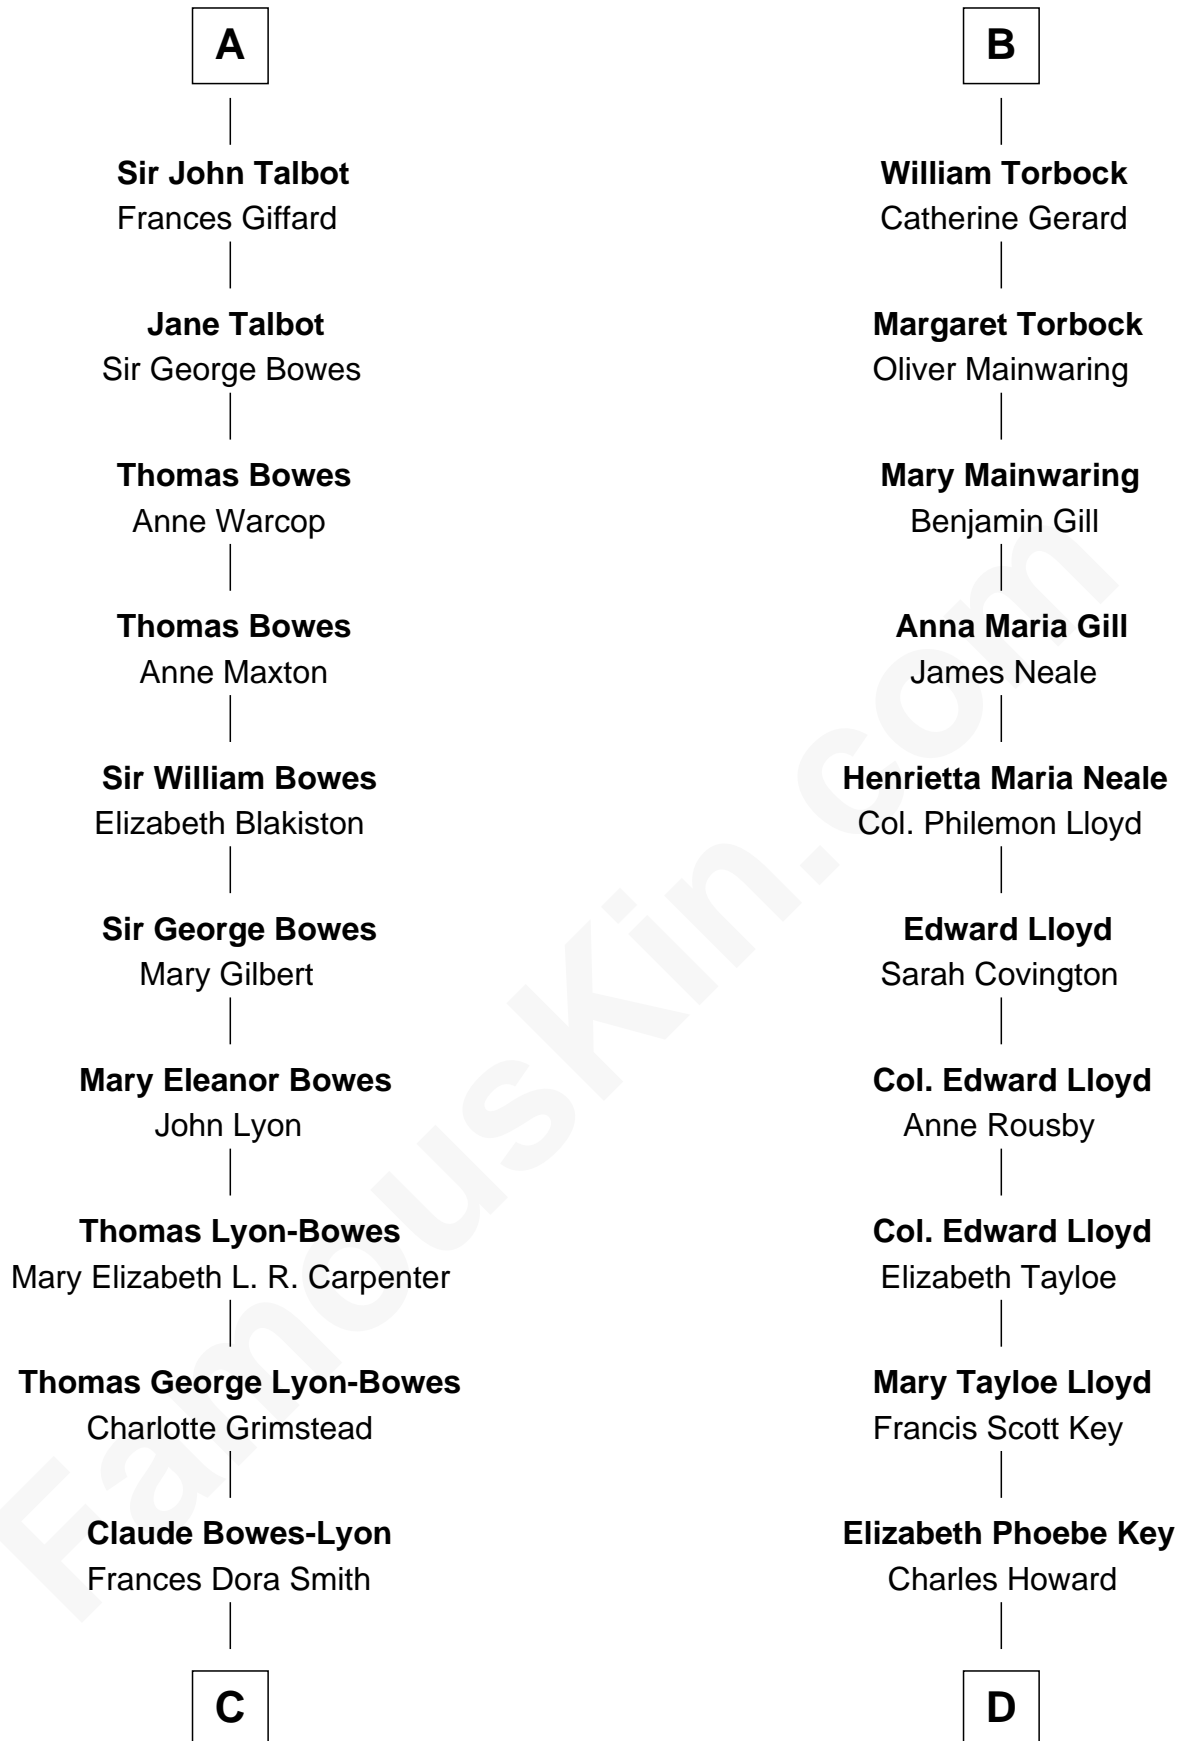 A
Sir John Talbot
Frances Giffard
Jane Talbot
Sir George Bowes
Thomas Bowes
Anne Warcop
Thomas Bowes
Anne Maxton
Sir William Bowes
Elizabeth Blakiston
Sir George Bowes
Mary Gilbert
Mary Eleanor Bowes
John Lyon
Thomas Lyon-Bowes
Mary Elizabeth L. R. Carpenter
Thomas George Lyon-Bowes
Charlotte Grimstead
Claude Bowes-Lyon
Frances Dora Smith
C
B
William Torbock
Catherine Gerard
Margaret Torbock
Oliver Mainwaring
Mary Mainwaring
Benjamin Gill
Anna Maria Gill
James Neale
Henrietta Maria Neale
Col. Philemon Lloyd
Edward Lloyd
Sarah Covington
Col. Edward Lloyd
Anne Rousby
Col. Edward Lloyd
Elizabeth Tayloe
Mary Tayloe Lloyd
Francis Scott Key
Elizabeth Phoebe Key
Charles Howard
D
FamousKin.com